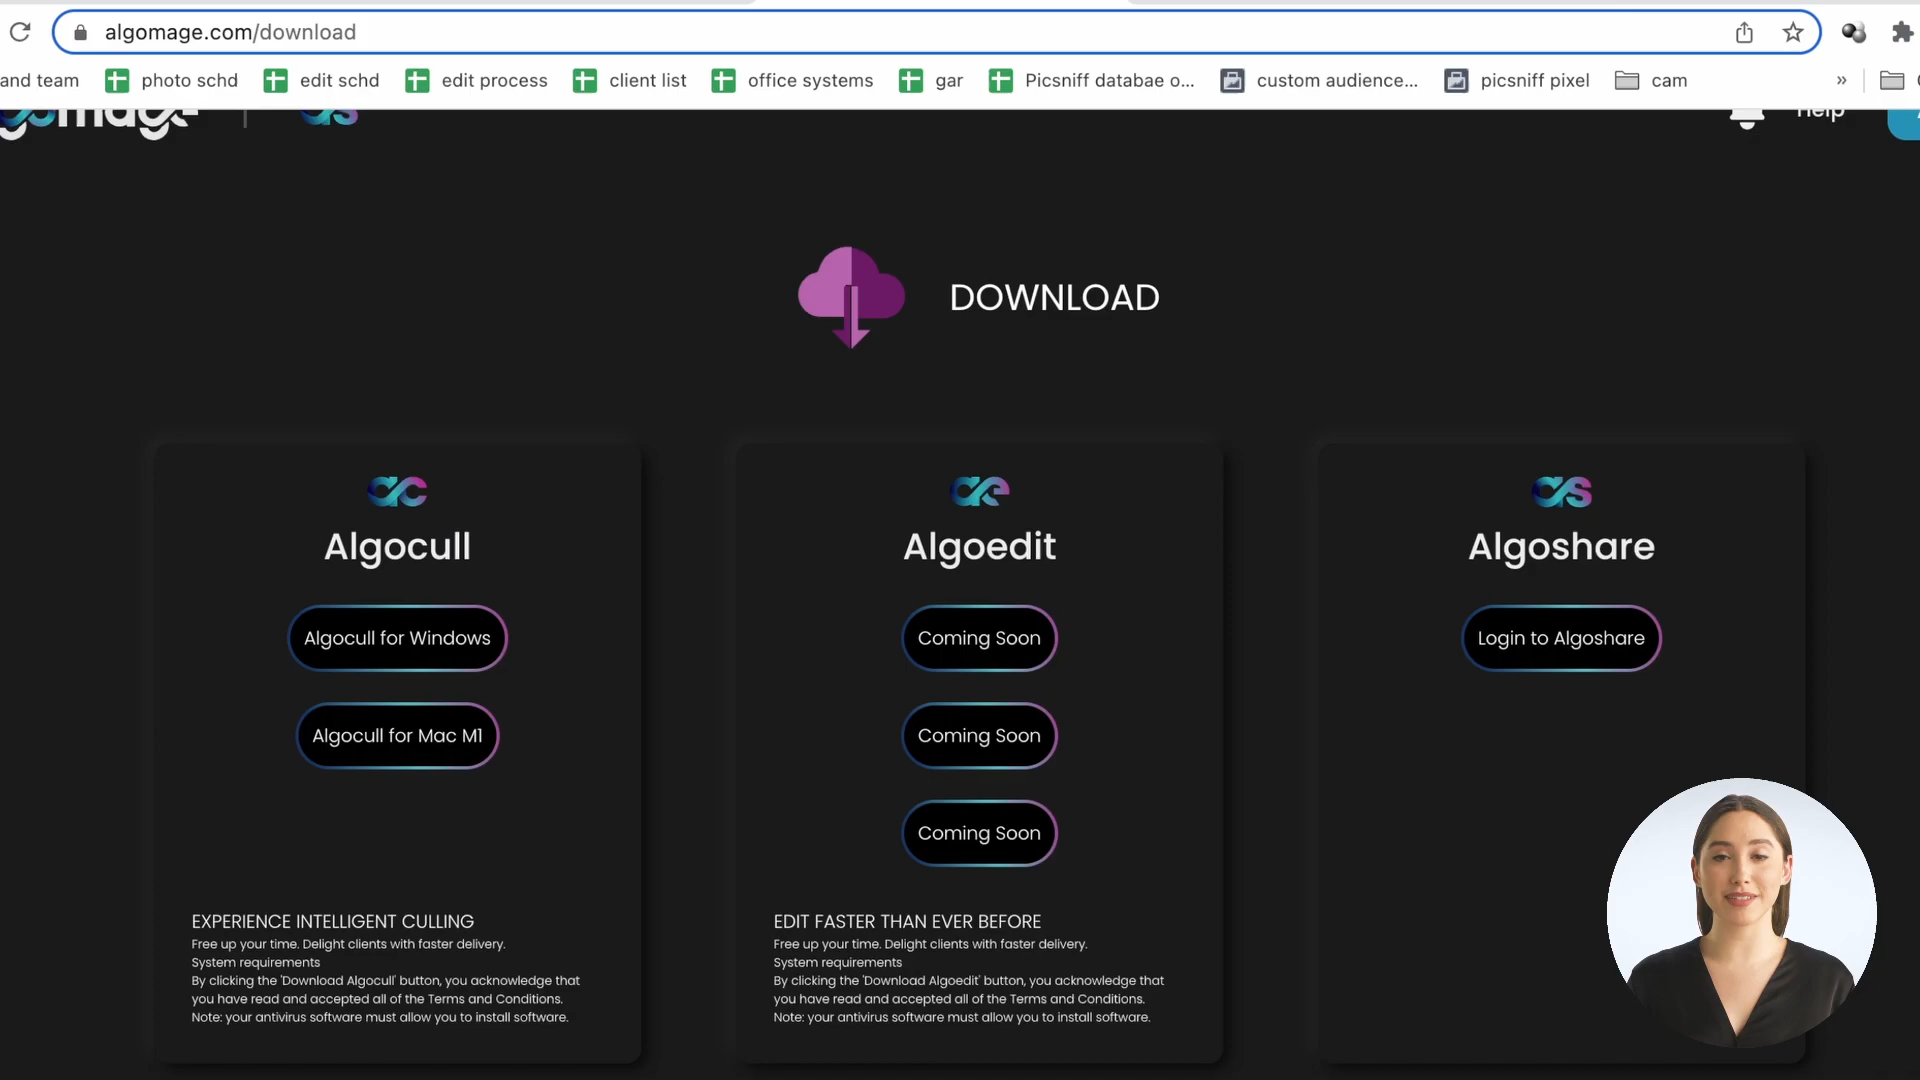 algomage.com/download
and team photo schd edit schd edit process client list office systems gar Picsniff databae o... custom audience... picsniff pixel cam »
gomage | as Help
DOWNLOAD
ac
Algocull
Algocull for Windows
Algocull for Mac M1
EXPERIENCE INTELLIGENT CULLING
Free up your time. Delight clients with faster delivery.
System requirements
By clicking the 'Download Algocull' button, you acknowledge that
you have read and accepted all of the Terms and Conditions.
Note: your antivirus software must allow you to install software.
ae
Algoedit
Coming Soon
Coming Soon
Coming Soon
EDIT FASTER THAN EVER BEFORE
Free up your time. Delight clients with faster delivery.
System requirements
By clicking the 'Download Algoedit' button, you acknowledge that
you have read and accepted all of the Terms and Conditions.
Note: your antivirus software must allow you to install software.
as
Algoshare
Login to Algoshare